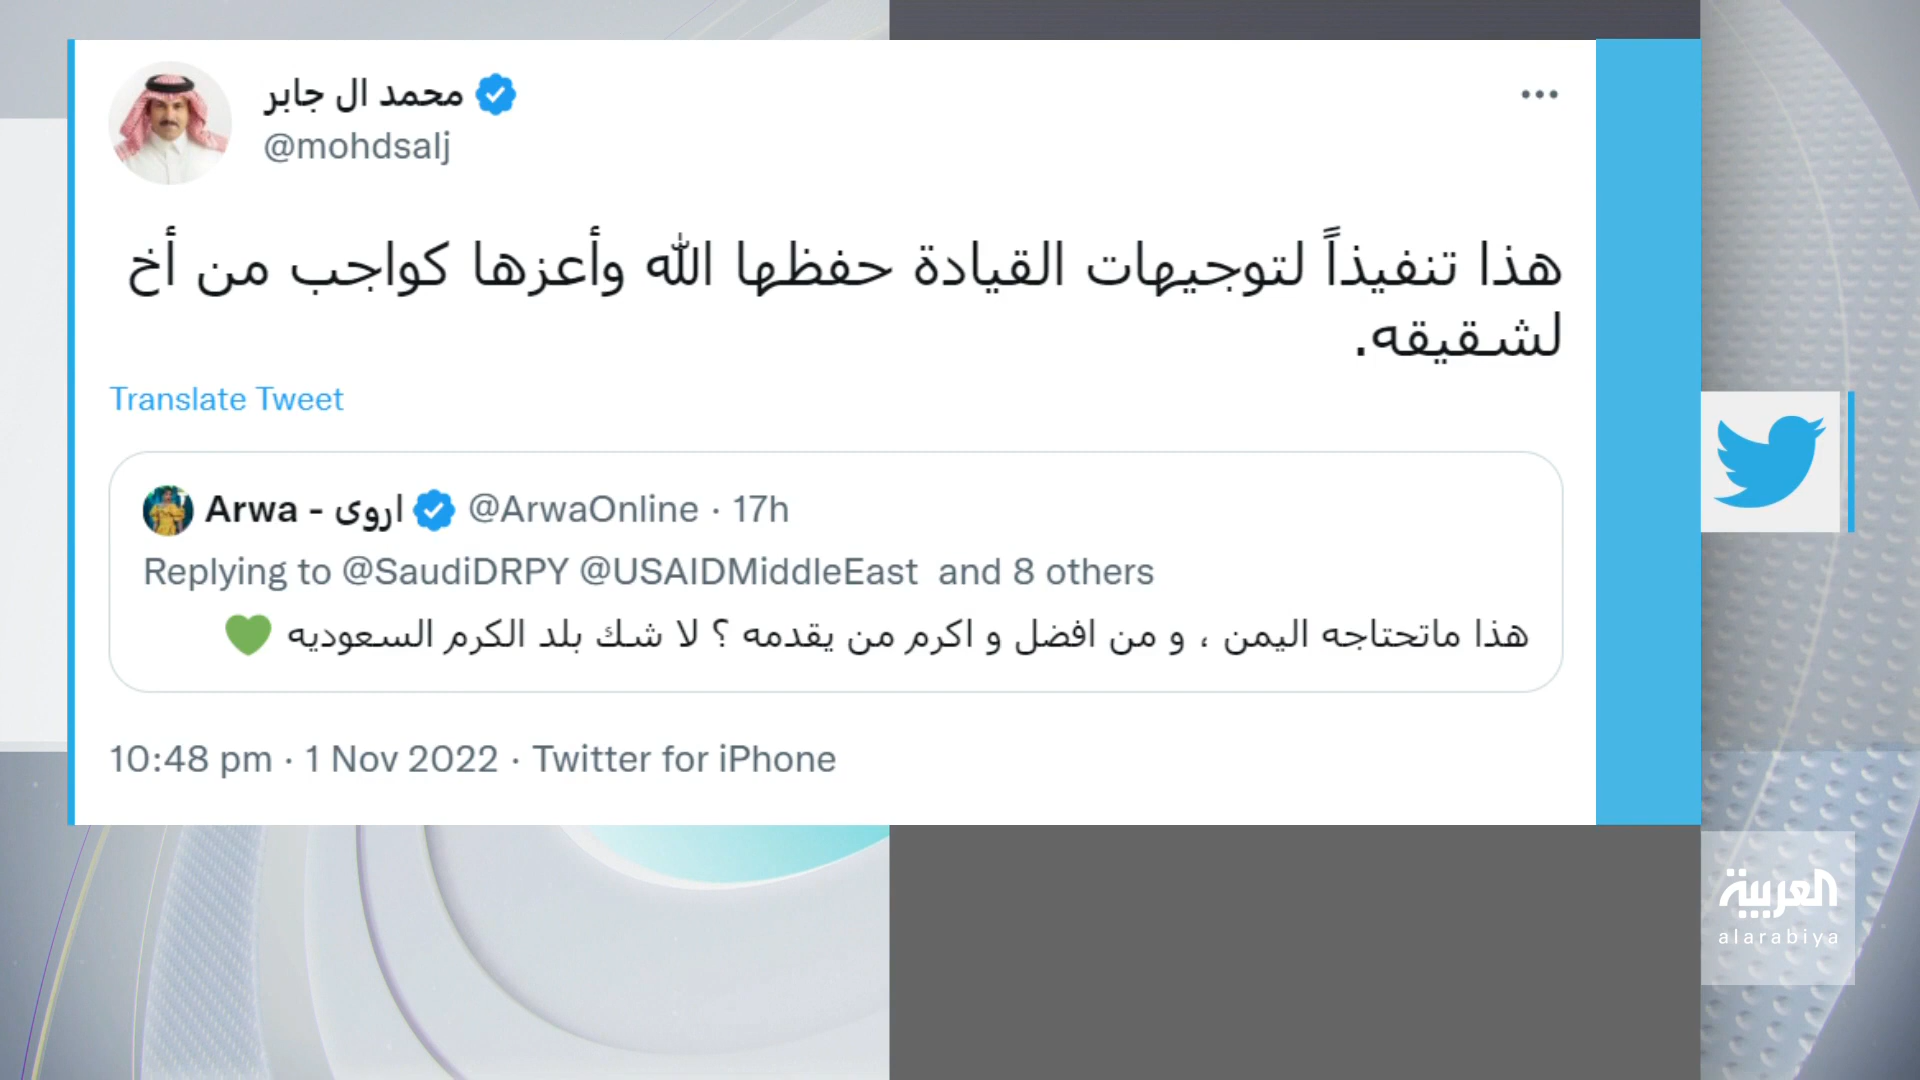 محمد ال جابر
@mohdsalj
هذا تنفيذاً لتوجيهات القيادة حفظها الله وأعزها كواجب من أخ
لشقيقه.
Translate Tweet
Arwa - اروى @ArwaOnline · 17h
Replying to @SaudiDRPY @USAIDMiddleEast and 8 others
هذا ماتحتاجه اليمن ، و من افضل و اكرم من يقدمه ؟ لا شك بلد الكرم السعوديه 💚
10:48 pm · 1 Nov 2022 · Twitter for iPhone
العربية
alarabiya